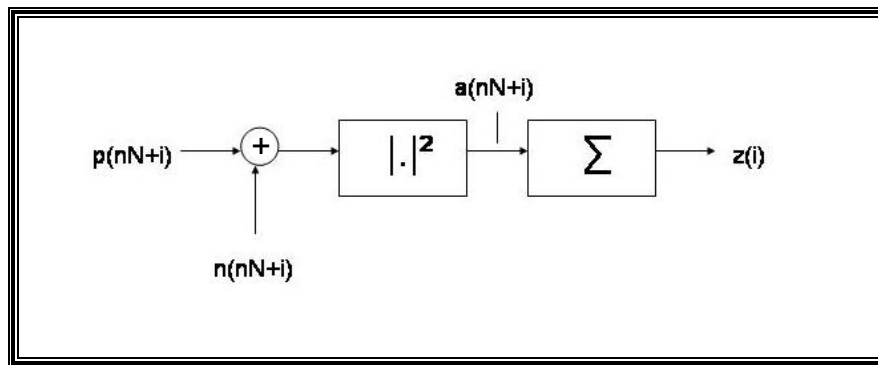 a(nN+i)
p(nN+i) + |.|² Σ z(i)
n(nN+i)